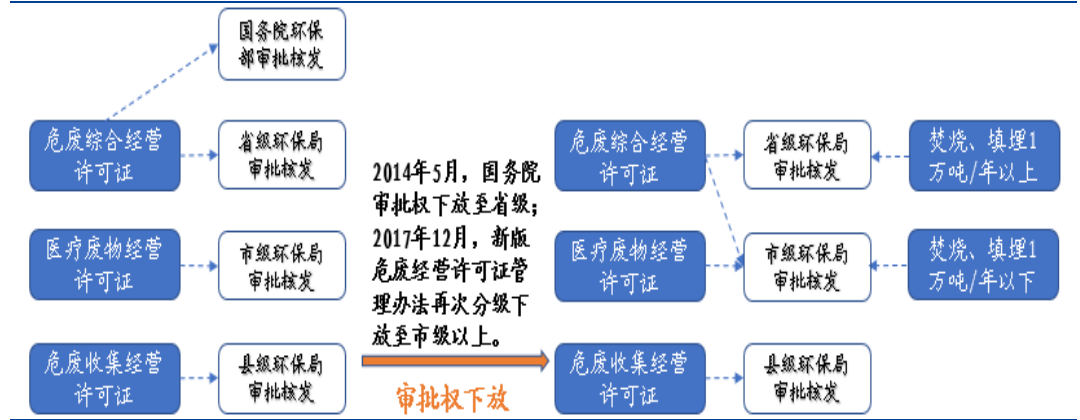 国务院环保
部审批核发
危废综合经营
许可证
省级环保局
审批核发
医疗废物经营
许可证
市级环保局
审批核发
危废收集经营
许可证
县级环保局
审批核发
2014年5月，国务院
审批权下放至省级；
2017年12月，新版
危废经营许可证管
理办法再次分级下
放至市级以上。
审批权下放
危废综合经营
许可证
省级环保局
审批核发
焚烧、填埋1
万吨/年以上
医疗废物经营
许可证
市级环保局
审批核发
焚烧、填埋1
万吨/年以下
危废收集经营
许可证
县级环保局
审批核发